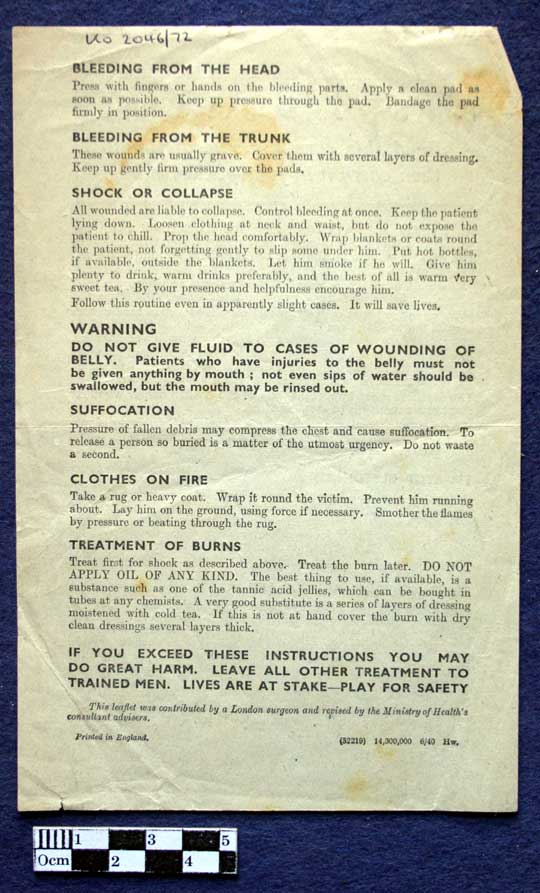 KO 2046/72
BLEEDING FROM THE HEAD
Press with fingers or hands on the bleeding parts. Apply a clean pad as
soon as possible. Keep up pressure through the pad. Bandage the pad
firmly in position.
BLEEDING FROM THE TRUNK
These wounds are usually grave. Cover them with several layers of dressing.
Keep up gently firm pressure over the pads.
SHOCK OR COLLAPSE
All wounded are liable to collapse. Control bleeding at once. Keep the patient
lying down. Loosen clothing at neck and waist, but do not expose the
patient to chill. Prop the head comfortably. Wrap blankets or coats round
the patient, not forgetting gently to slip some under him. Put hot bottles,
if available, outside the blankets. Let him smoke if he will. Give him
plenty to drink, warm drinks preferably, and the best of all is warm very
sweet tea. By your presence and helpfulness encourage him.
Follow this routine even in apparently slight cases. It will save lives.
WARNING
DO NOT GIVE FLUID TO CASES OF WOUNDING OF
BELLY. Patients who have injuries to the belly must not
be given anything by mouth ; not even sips of water should be
swallowed, but the mouth may be rinsed out.
SUFFOCATION
Pressure of fallen debris may compress the chest and cause suffocation. To
release a person so buried is a matter of the utmost urgency. Do not waste
a second.
CLOTHES ON FIRE
Take a rug or heavy coat. Wrap it round the victim. Prevent him running
about. Lay him on the ground, using force if necessary. Smother the flames
by pressure or beating through the rug.
TREATMENT OF BURNS
Treat first for shock as described above. Treat the burn later. DO NOT
APPLY OIL OF ANY KIND. The best thing to use, if available, is a
substance such as one of the tannic acid jellies, which can be bought in
tubes at any chemists. A very good substitute is a series of layers of dressing
moistened with cold tea. If this is not at hand cover the burn with dry
clean dressings several layers thick.
IF YOU EXCEED THESE INSTRUCTIONS YOU MAY
DO GREAT HARM. LEAVE ALL OTHER TREATMENT TO
TRAINED MEN. LIVES ARE AT STAKE—PLAY FOR SAFETY
This leaflet was contributed by a London surgeon and revised by the Ministry of Health's
consultant advisers.
Printed in England. (52219) 14,300,000 6/40 Hw.
1 3 5
0cm 2 4